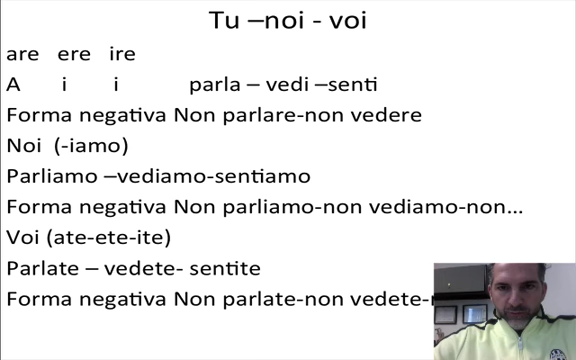 Tu –noi - voi
are ere ire
A i i parla – vedi –senti
Forma negativa Non parlare-non vedere
Noi (-iamo)
Parliamo –vediamo-sentiamo
Forma negativa Non parliamo-non vediamo-non...
Voi (ate-ete-ite)
Parlate – vedete- sentite
Forma negativa Non parlate-non vedete-